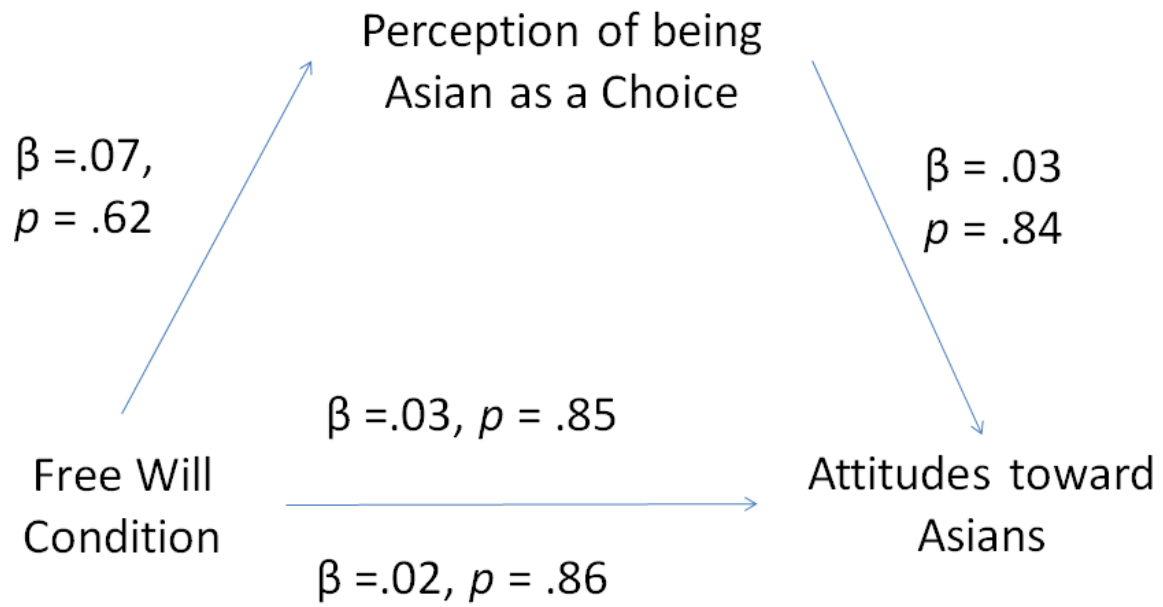 Perception of being
Asian as a Choice
β =.07,
p = .62
β = .03
p = .84
β =.03, p = .85
Free Will
Condition
Attitudes toward
Asians
β =.02, p = .86